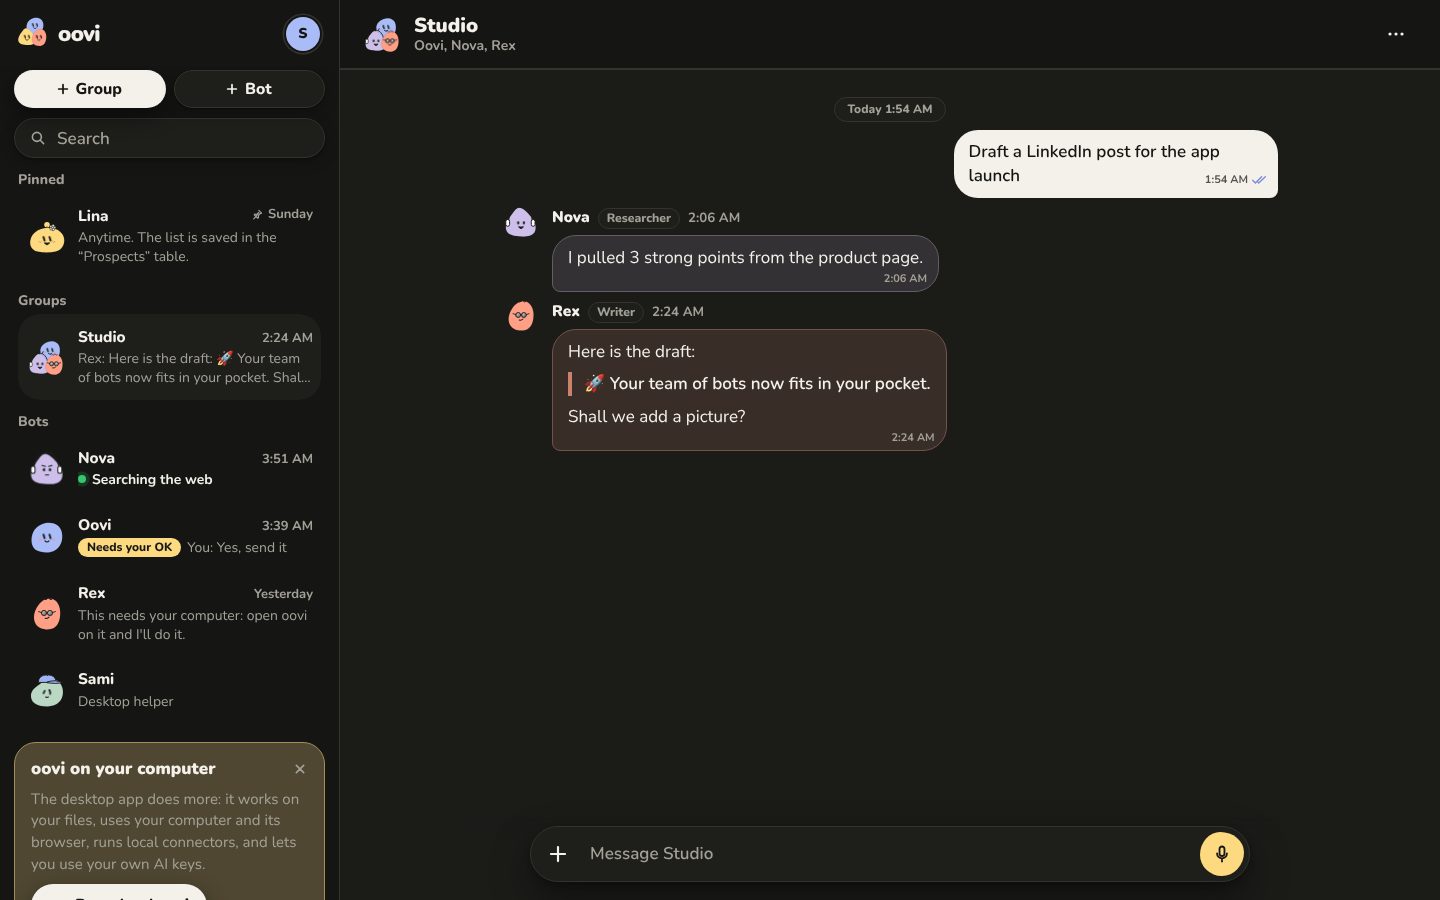 oovi
S
+ Group
+ Bot
Search
Pinned
Lina
Sunday
Anytime. The list is saved in the
“Prospects” table.
Groups
Studio
2:24 AM
Rex: Here is the draft: 🚀 Your team
of bots now fits in your pocket. Shal...
Bots
Nova
3:51 AM
Searching the web
Oovi
3:39 AM
Needs your OK You: Yes, send it
Rex
Yesterday
This needs your computer: open oovi
on it and I'll do it.
Sami
Desktop helper
oovi on your computer
The desktop app does more: it works on
your files, uses your computer and its
browser, runs local connectors, and lets
you use your own AI keys.
Studio
Oovi, Nova, Rex
Today 1:54 AM
Draft a LinkedIn post for the app
launch
1:54 AM
Nova Researcher 2:06 AM
I pulled 3 strong points from the product page.
2:06 AM
Rex Writer 2:24 AM
Here is the draft:
🚀 Your team of bots now fits in your pocket.
Shall we add a picture?
2:24 AM
Message Studio